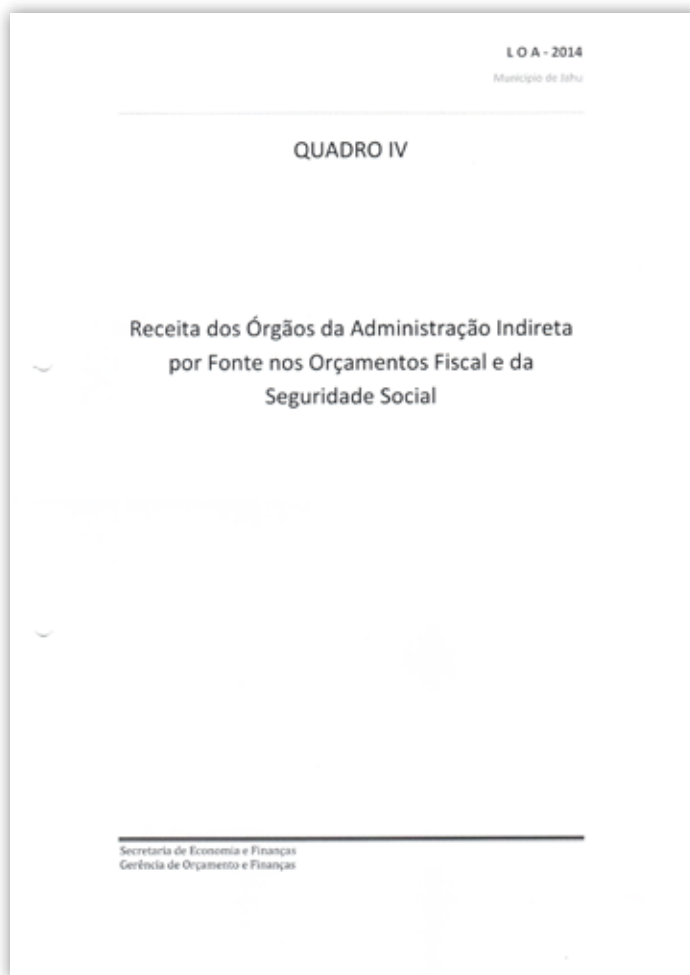 L O A - 2014
Município de Jahu
QUADRO IV
Receita dos Órgãos da Administração Indireta
por Fonte nos Orçamentos Fiscal e da
Seguridade Social
Secretaria de Economia e Finanças
Gerência de Orçamento e Finanças